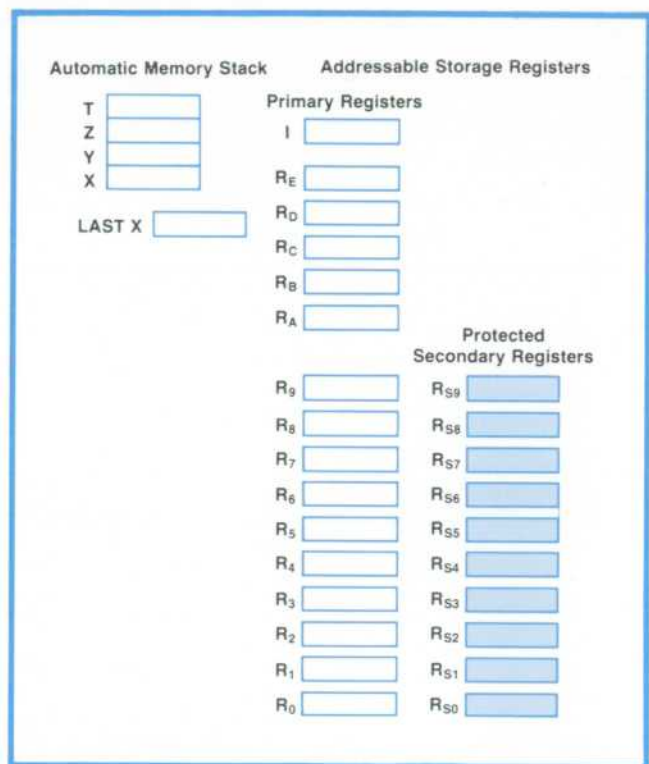 Automatic Memory Stack
T
Z
Y
X
LAST X
Addressable Storage Registers
Primary Registers
I
R_E
R_D
R_C
R_B
R_A
R_9
R_8
R_7
R_6
R_5
R_4
R_3
R_2
R_1
R_0
Protected
Secondary Registers
R_S9
R_S8
R_S7
R_S6
R_S5
R_S4
R_S3
R_S2
R_S1
R_S0